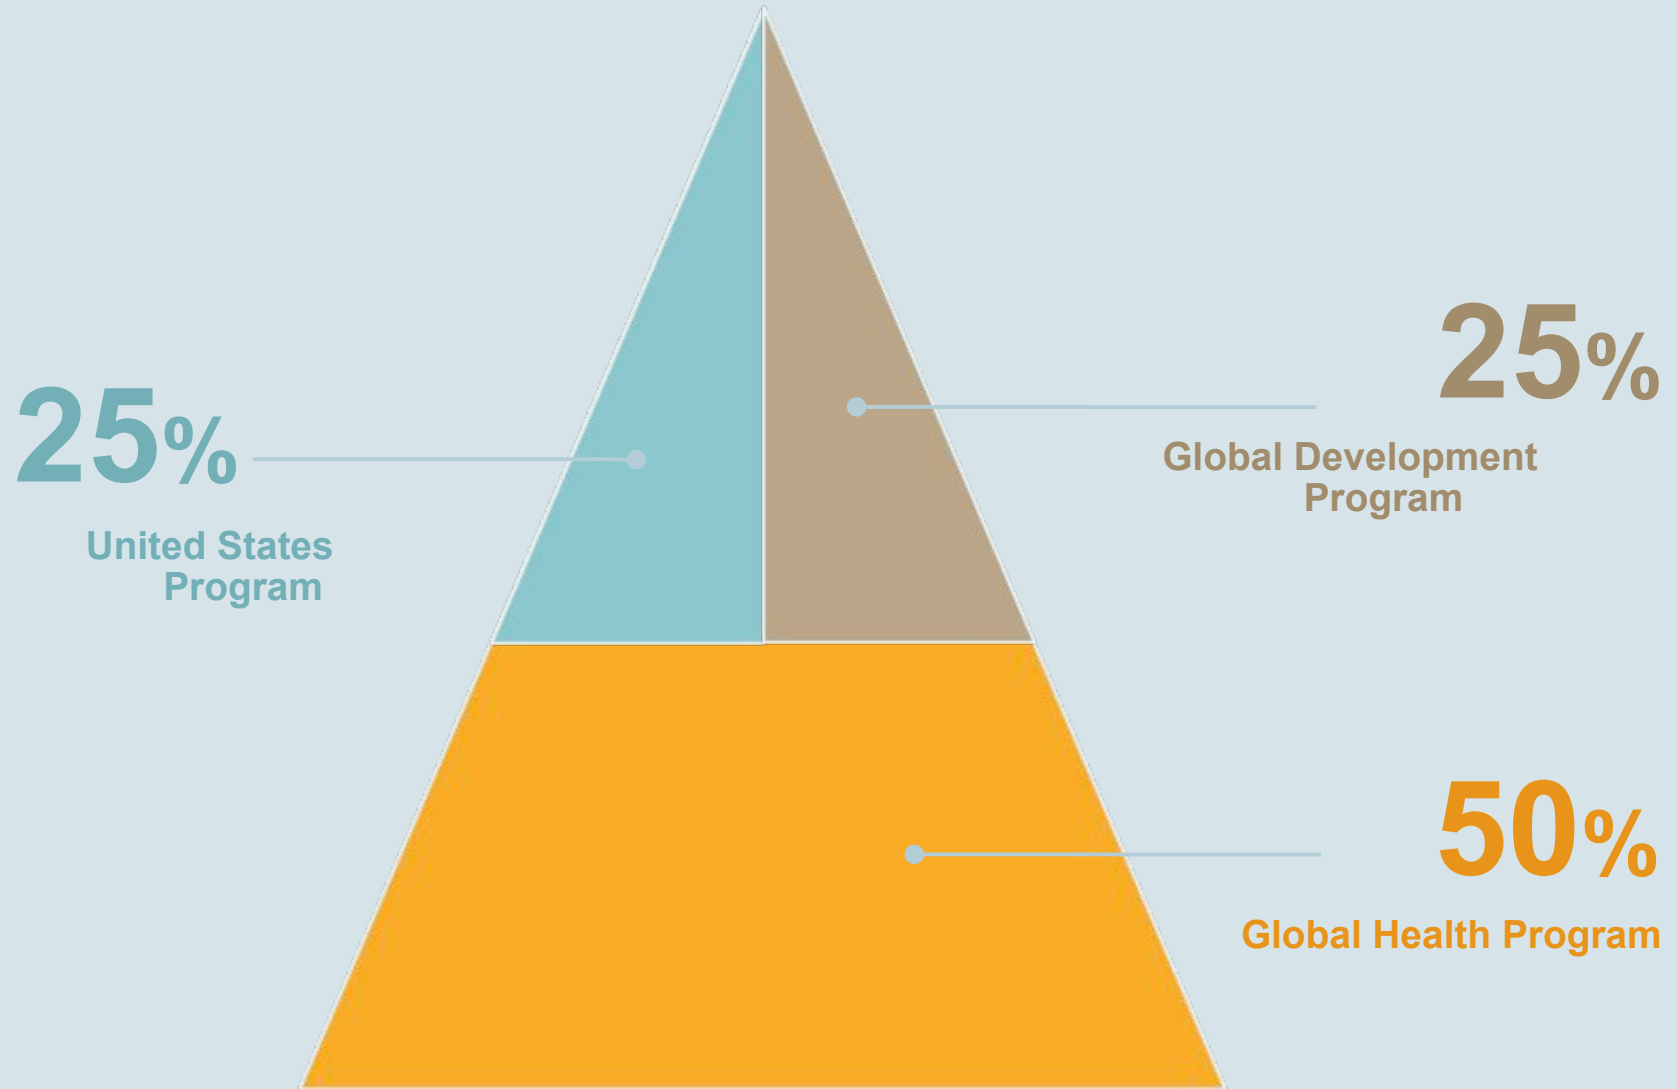 25%
United States
Program
25%
Global Development
Program
50%
Global Health Program